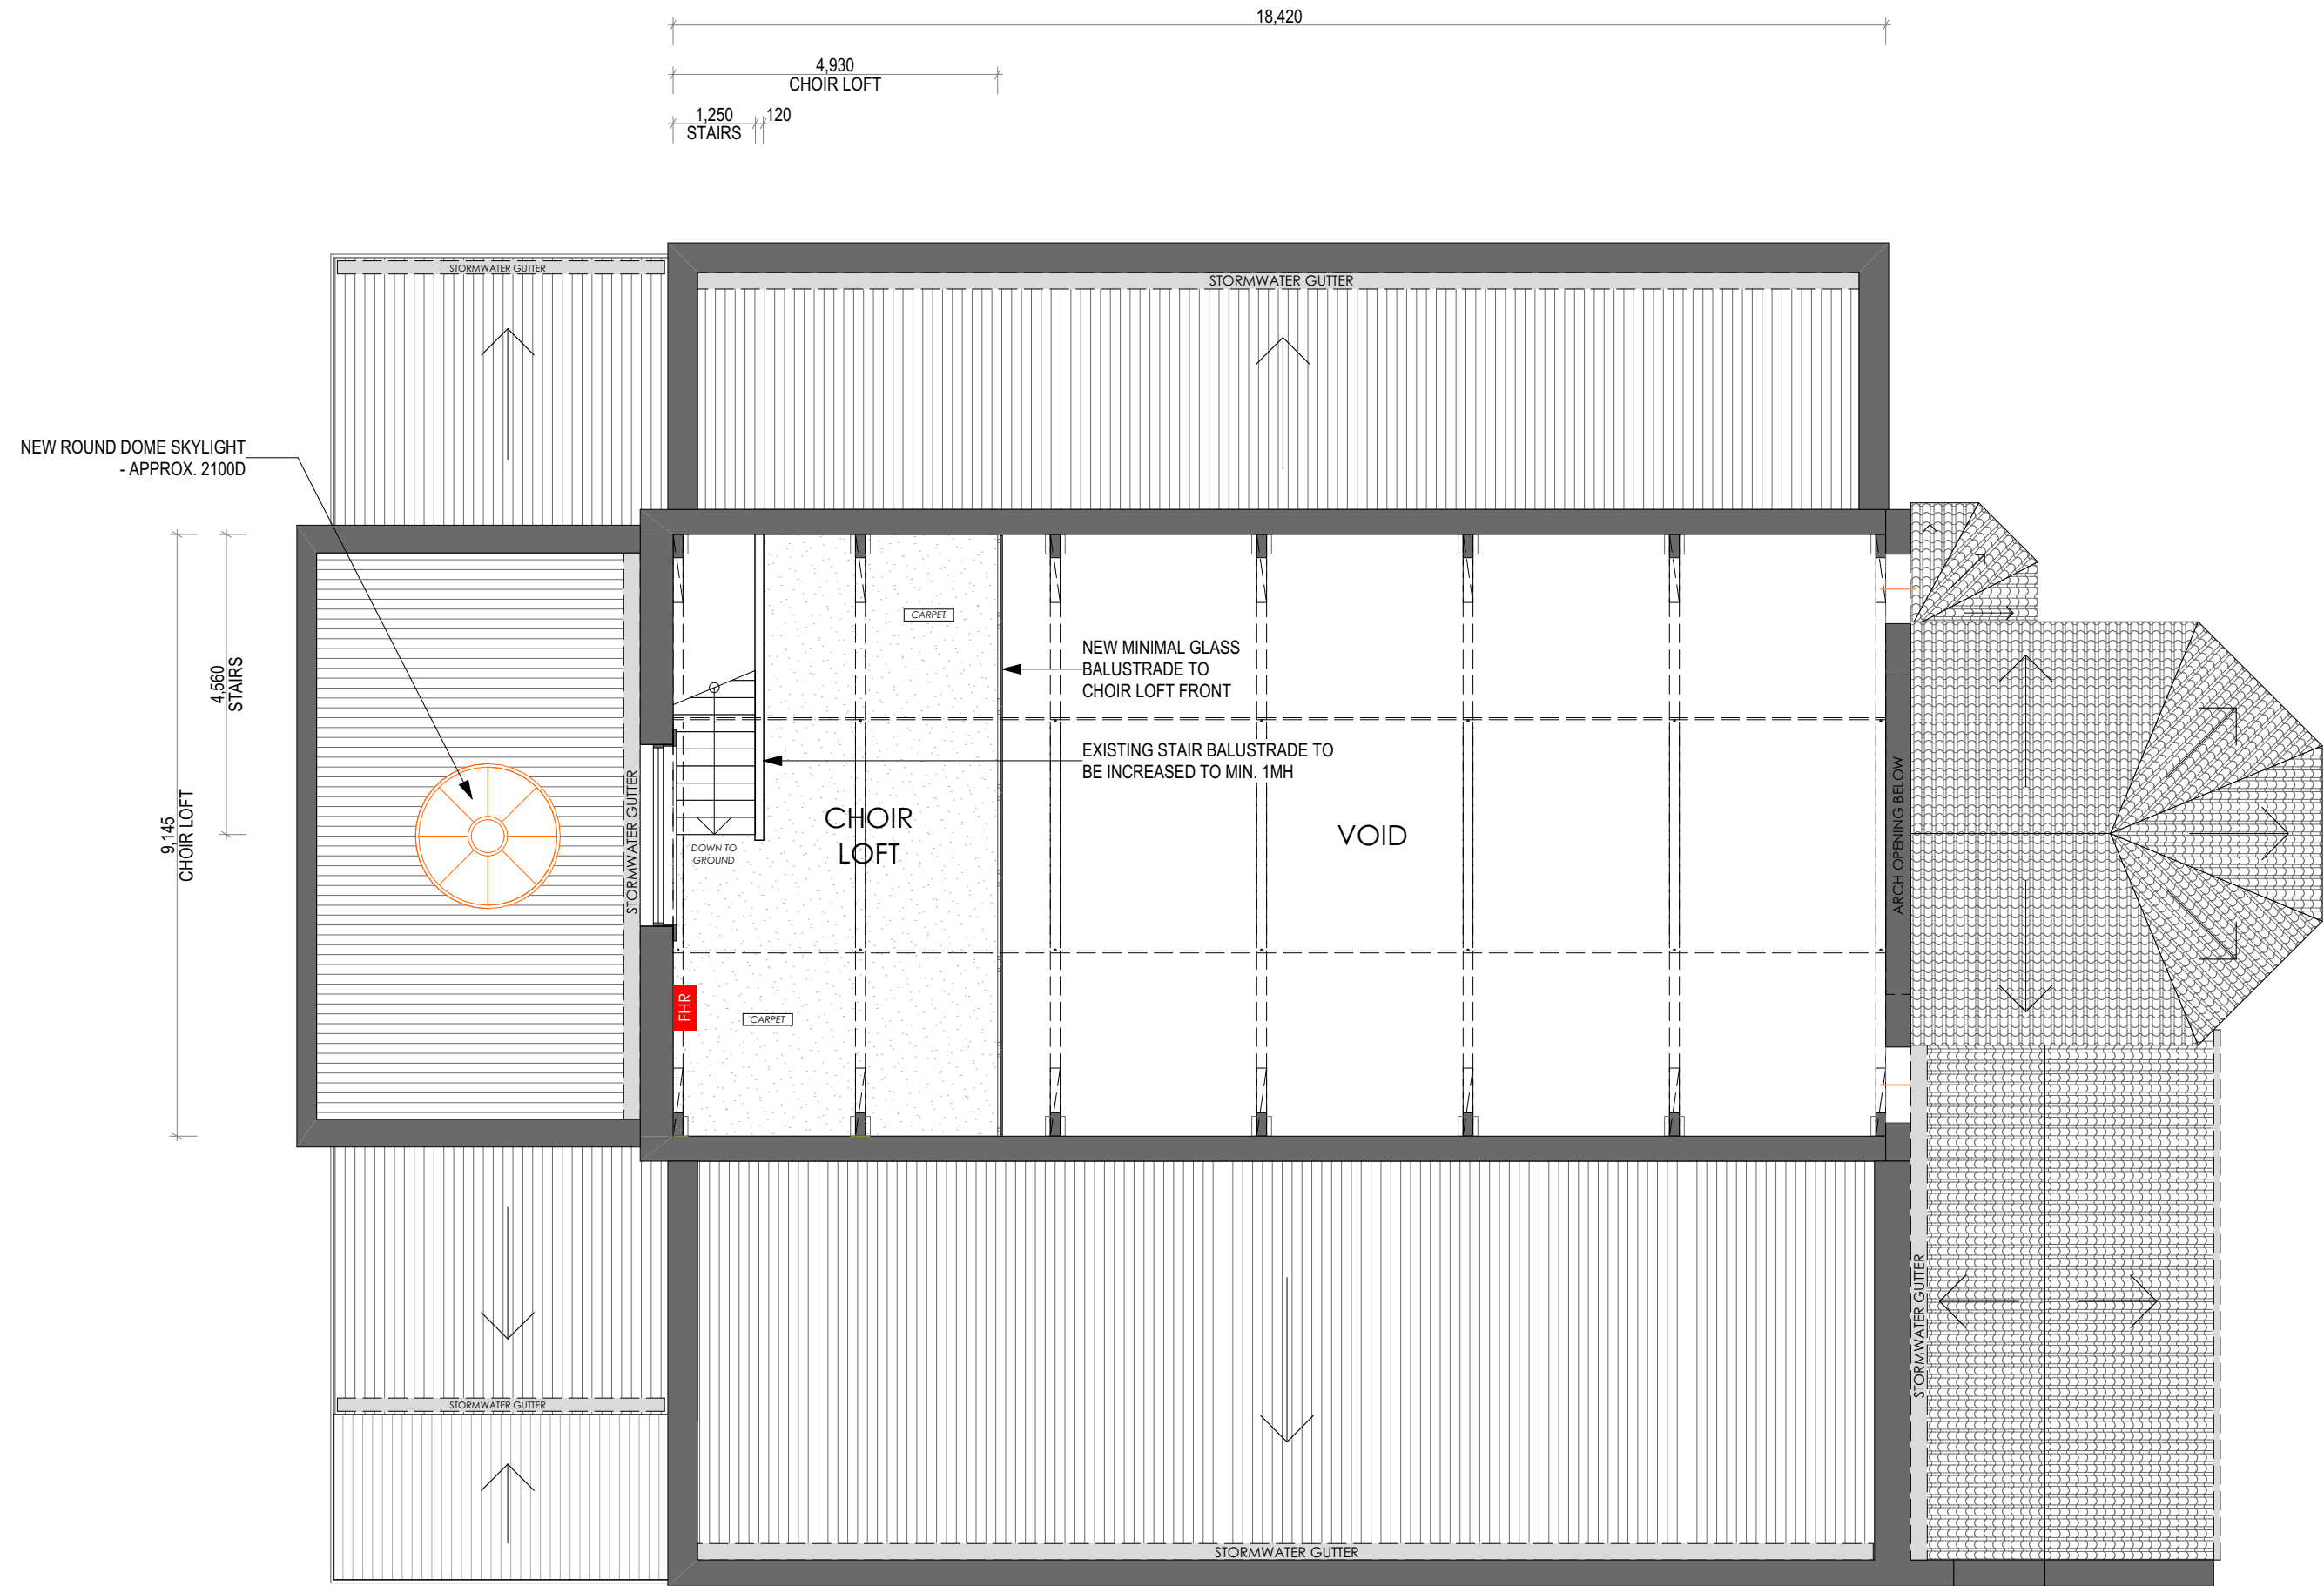 18,420
4,930
CHOIR LOFT
1,250
120
STAIRS
STORMWATER GUTTER
STORMWATER GUTTER
NEW ROUND DOME SKYLIGHT
- APPROX. 2100D
9,145
CHOIR LOFT
4,560
STAIRS
CARPET
NEW MINIMAL GLASS
BALUSTRADE TO
CHOIR LOFT FRONT
EXISTING STAIR BALUSTRADE TO
BE INCREASED TO MIN. 1MH
STORMWATER GUTTER
DOWN TO
GROUND
CHOIR
LOFT
VOID
ARCH OPENING BELOW
FHR
CARPET
STORMWATER GUTTER
STORMWATER GUTTER
STORMWATER GUTTER